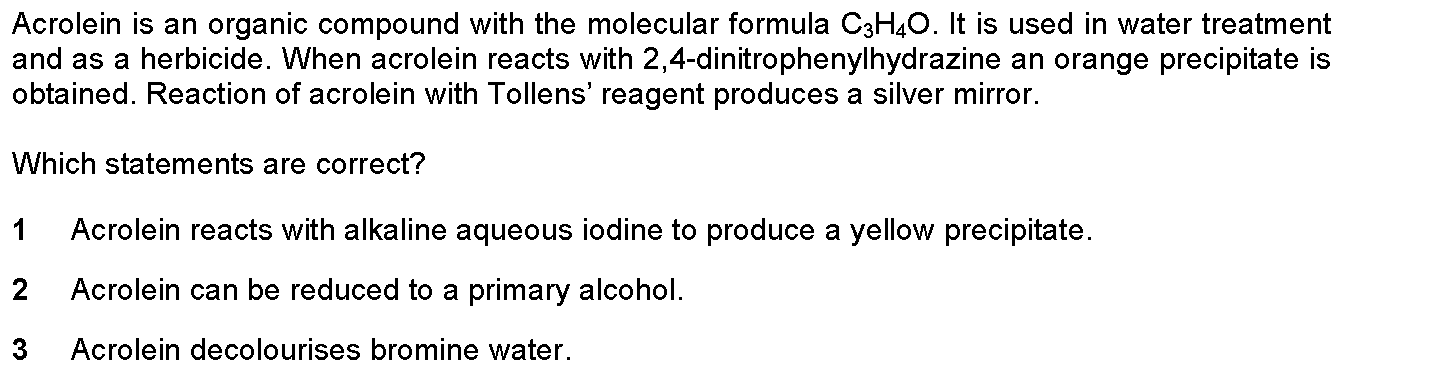 Acrolein is an organic compound with the molecular formula C₃H₄O. It is used in water treatment
and as a herbicide. When acrolein reacts with 2,4-dinitrophenylhydrazine an orange precipitate is
obtained. Reaction of acrolein with Tollens’ reagent produces a silver mirror.
Which statements are correct?
1 Acrolein reacts with alkaline aqueous iodine to produce a yellow precipitate.
2 Acrolein can be reduced to a primary alcohol.
3 Acrolein decolourises bromine water.